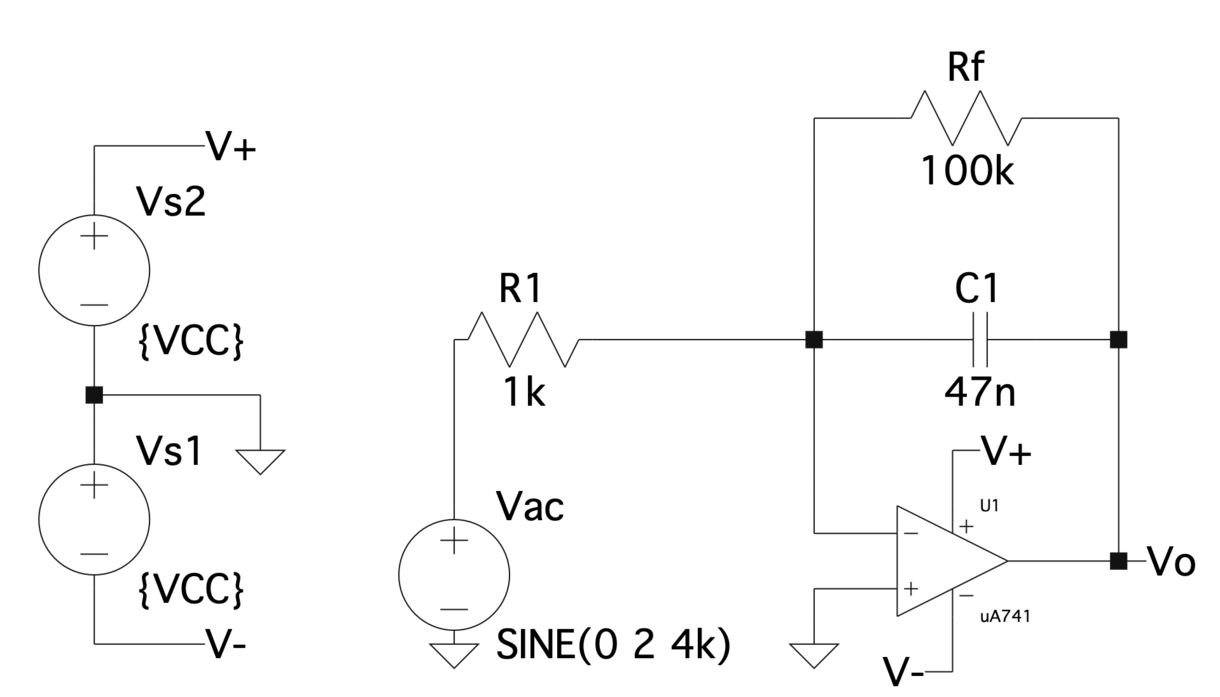 V+
Vs2
{VCC}
Vs1
{VCC}
V-
R1
1k
Vac
SINE(0 2 4k)
Rf
100k
C1
47n
V+
U1
uA741
Vo
V-